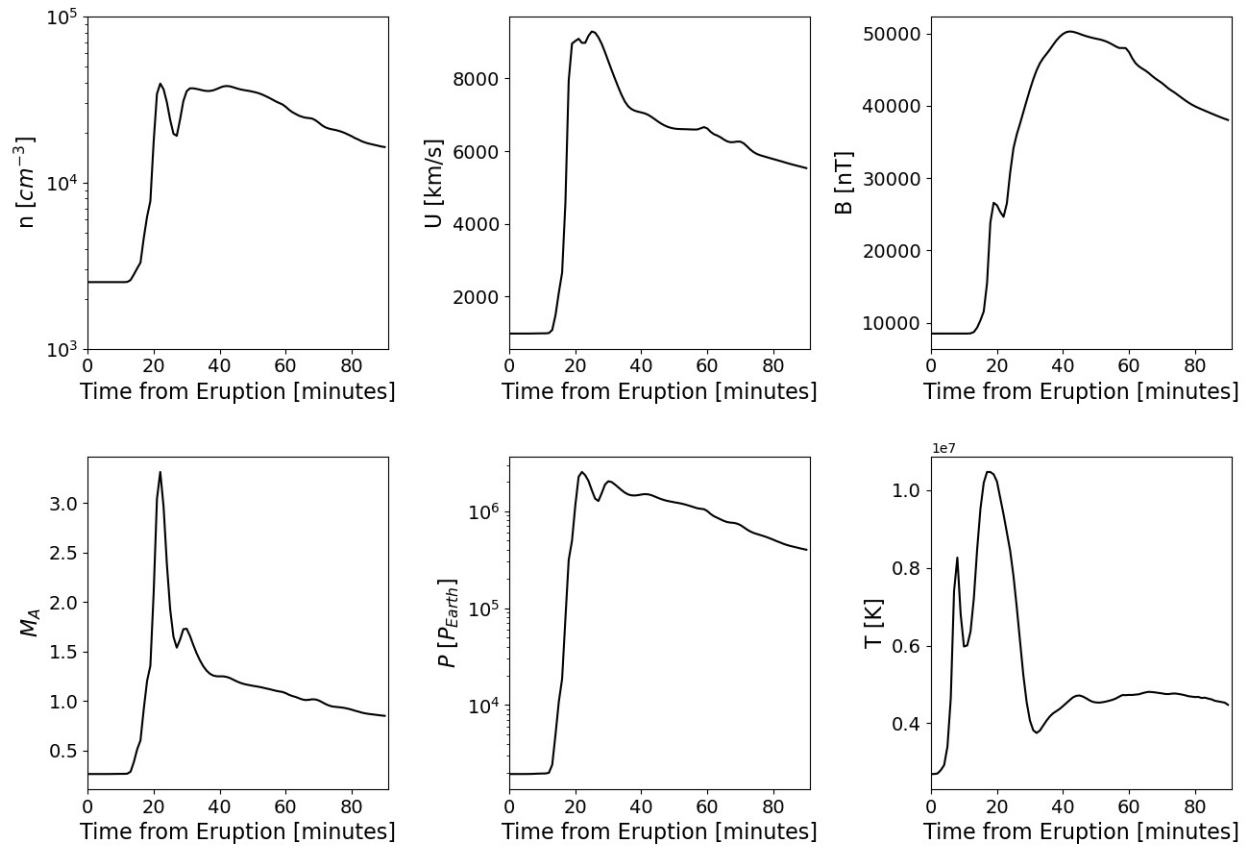 10^5
10^4
10^3
n [cm^{-3}]
0 20 40 60 80
Time from Eruption [minutes]
8000
6000
4000
2000
U [km/s]
0 20 40 60 80
Time from Eruption [minutes]
50000
40000
30000
20000
10000
B [nT]
0 20 40 60 80
Time from Eruption [minutes]
3.0
2.5
2.0
1.5
1.0
0.5
M_A
0 20 40 60 80
Time from Eruption [minutes]
10^6
10^5
10^4
P [P_{Earth}]
0 20 40 60 80
Time from Eruption [minutes]
1e7
1.0
0.8
0.6
0.4
T [K]
0 20 40 60 80
Time from Eruption [minutes]